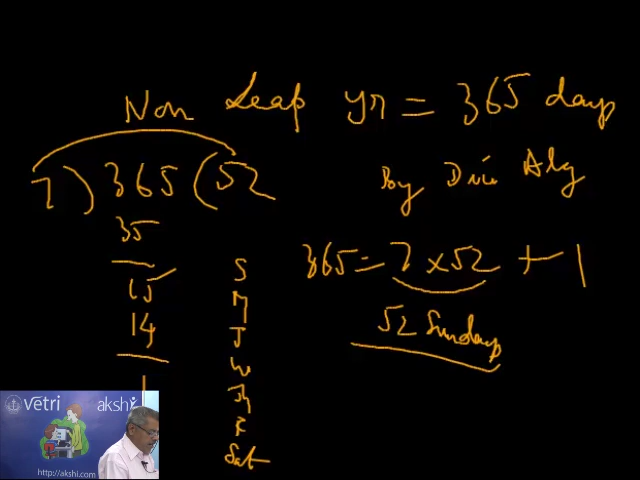 Non Leap yr = 365 days
7) 365 (52
By Divi Alg
35
365 = 7 x 52 + 1
15
S
M
14
T
52 Sundays
W
Th
1
F
Sat
vetri akshi
http://akshi.com